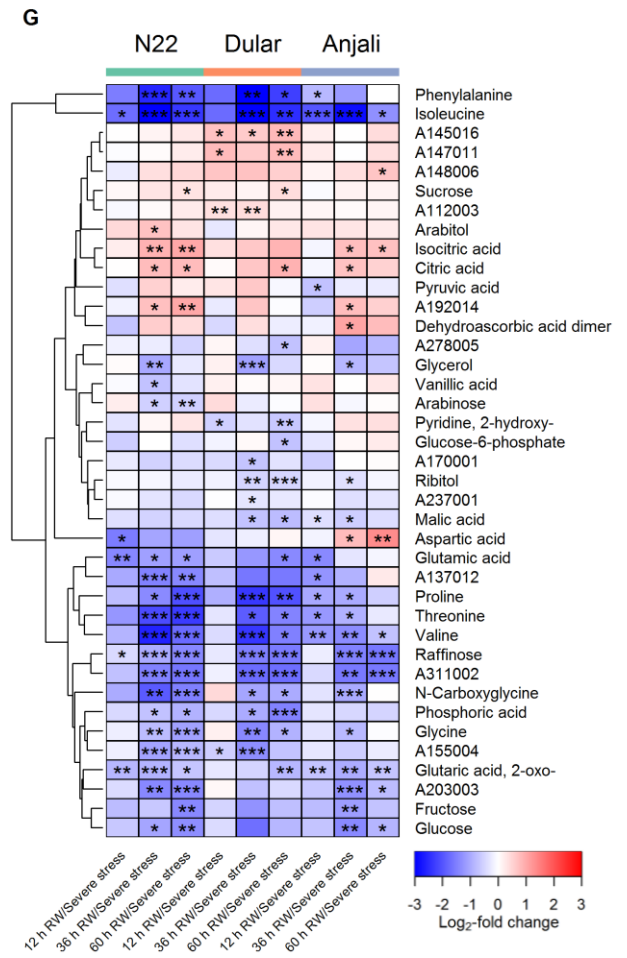 G
N22 Dular Anjali
*** ** ** * * Phenylalanine
* *** *** *** ** *** *** * Isoleucine
* * ** A145016
* ** A147011
* A148006
* * Sucrose
** ** A112003
* Arabitol
** ** * * Isocitric acid
* * * * Citric acid
* Pyruvic acid
* ** * A192014
* Dehydroascorbic acid dimer
* A278005
** *** * Glycerol
* Vanillic acid
* ** Arabinose
* ** Pyridine, 2-hydroxy-
* Glucose-6-phosphate
* A170001
** *** * Ribitol
* A237001
* * * * Malic acid
* * ** Aspartic acid
** * * * * Glutamic acid
*** ** * A137012
* *** *** ** * * Proline
*** *** * * * * Threonine
*** *** *** * ** ** * Valine
* *** *** *** *** *** *** Raffinose
*** *** *** *** ** *** A311002
** *** * * *** N-Carboxyglycine
* * * *** Phosphoric acid
** *** ** * * Glycine
*** *** * *** A155004
** *** * ** ** ** ** Glutaric acid, 2-oxo-
** *** *** * A203003
** ** Fructose
* ** ** * Glucose
12 h RW/Severe stress
36 h RW/Severe stress
60 h RW/Severe stress
12 h RW/Severe stress
36 h RW/Severe stress
60 h RW/Severe stress
12 h RW/Severe stress
36 h RW/Severe stress
60 h RW/Severe stress
-3 -2 -1 0 1 2 3
Log2-fold change